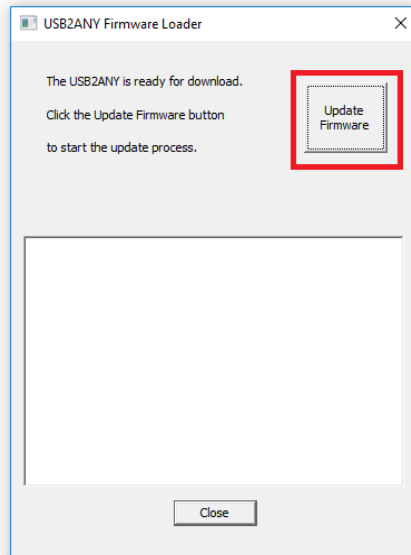 USB2ANY Firmware Loader
The USB2ANY is ready for download.
Click the Update Firmware button
to start the update process.
Update
Firmware
Close